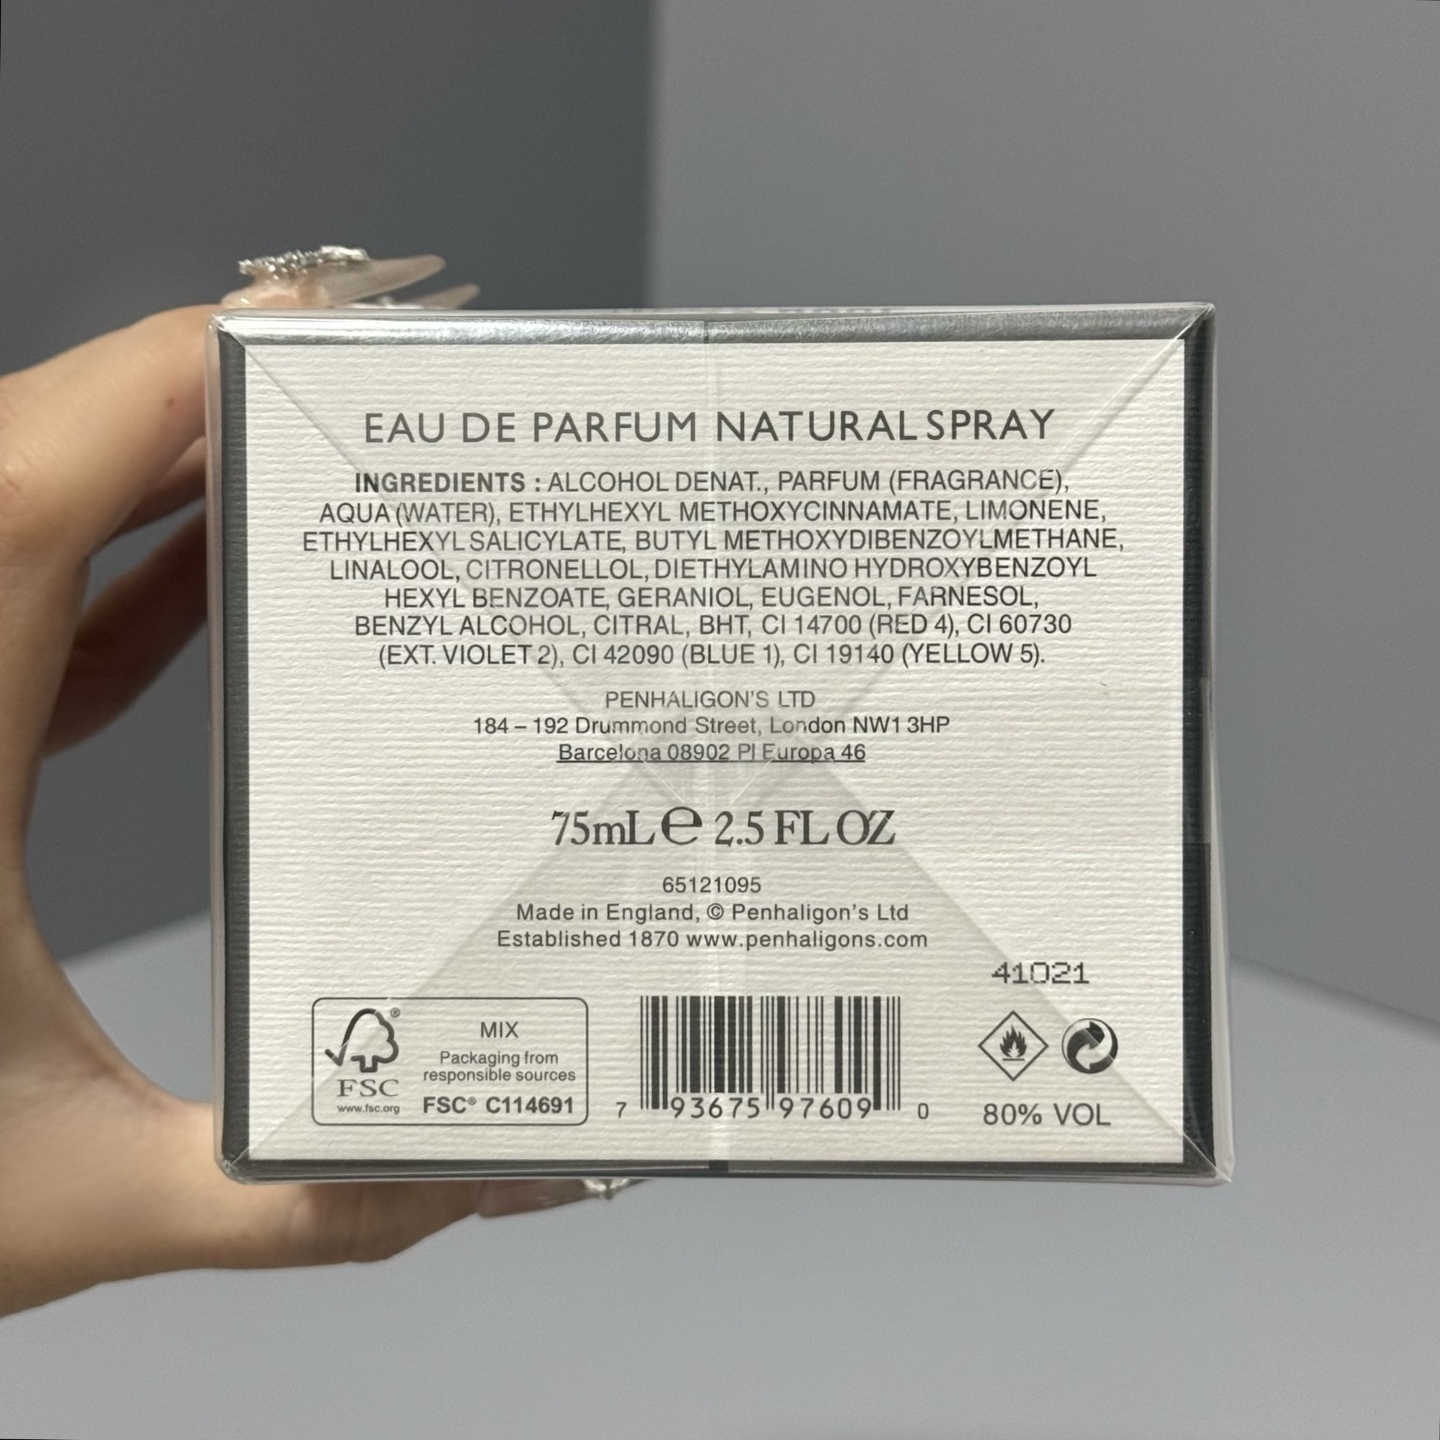 EAU DE PARFUM NATURAL SPRAY
INGREDIENTS : ALCOHOL DENAT., PARFUM (FRAGRANCE),
AQUA (WATER), ETHYLHEXYL METHOXYCINNAMATE, LIMONENE,
ETHYLHEXYL SALICYLATE, BUTYL METHOXYDIBENZOYLMETHANE,
LINALOOL, CITRONELLOL, DIETHYLAMINO HYDROXYBENZOYL
HEXYL BENZOATE, GERANIOL, EUGENOL, FARNESOL,
BENZYL ALCOHOL, CITRAL, BHT, CI 14700 (RED 4), CI 60730
(EXT. VIOLET 2), CI 42090 (BLUE 1), CI 19140 (YELLOW 5).
PENHALIGON'S LTD
184 – 192 Drummond Street, London NW1 3HP
Barcelona 08902 Pl Europa 46
75mL ℮ 2.5 FL OZ
65121095
Made in England, © Penhaligon's Ltd
Established 1870 www.penhaligons.com
41021
FSC ®
www.fsc.org
MIX
Packaging from
responsible sources
FSC® C114691
7 93675 97609 0
80% VOL